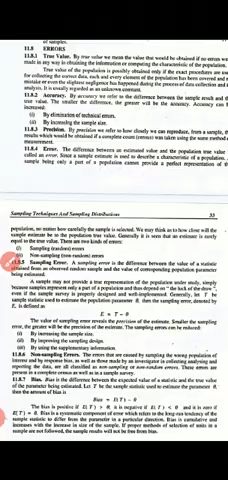 of samples.
11.8 ERRORS
11.8.1 True Value. By true value we mean the value that would be obtained if no errors we
made in any way in obtaining the information or computing the characteristic of the population.
True value of the population is possibly obtained only if the exact procedures are use
for collecting the correct data, each and every element of the population has been covered and n
mistake or even the slightest negligence has happened during the process of data collection and it
analysis. It is usually regarded as an unknown constant.
11.8.2 Accuracy. By accuracy we refer to the difference between the sample result and th
true value. The smaller the difference, the greater will be the accuracy. Accuracy can b
increased:
(i) By elimination of technical errors.
(ii) By increasing the sample size.
11.8.3 Precision. By precision we refer to how closely we can reproduce, from a sample, th
results which would be obtained if a complete count (census) was taken using the same method o
measurement.
11.8.4 Error. The difference between an estimated value and the population true value
called an error. Since a sample estimate is used to describe a characteristic of a population. A
sample being only a part of a population cannot provide a perfect representation of th
Sampling Techniques And Sampling Distributions 33
population, no matter how carefully the sample is selected. We may think as to how close will the
sample estimate be to the population true value. Generally it is seen that an estimate is rarely
equal to the true value. There are two kinds of errors:
(i) Sampling (random) errors
(ii) Non-sampling (non-random) errors
11.8.5 Sampling Error. A sampling error is the difference between the value of a statistic
obtained from an observed random sample and the value of corresponding population parameter
being estimated.
A sample may not provide a true representation of the population under study, simply
because samples represent only a part of a population and thus depend on "the luck of the draw",
even if the sample survey is properly designed and well-implemented. Generally, let T be
sample statistic used to estimate the population parameter θ, then the sampling error, denoted
by E, is defined as
E = T − θ
The value of sampling error reveals the precision of the estimate. Smaller the sampling
error, the greater will be the precision of the estimate. The sampling errors can be reduced:
(i) By increasing the sample size.
(ii) By improving the sampling design.
(iii) By using the supplementary information.
11.8.6 Non-sampling Errors. The errors that are caused by sampling the wrong population of
interest and by response bias, as well as those made by an investigator in collecting analysing and
reporting the data, are all classified as non-sampling or non-random errors. These errors are
present in a complete census as well as in a sample survey.
11.8.7 Bias. Bias is the difference between the expected value of a statistic and the true value
of the parameter being estimated. Let T be the sample statistic used to estimate the parameter θ,
then the amount of bias is
Bias = E(T) − θ
The bias is positive if E(T) > θ, is negative if E(T) < θ and it is zero if
E(T) = θ. Bias is a systematic component of error which refers to the long-run tendency of the
sample statistic to differ from the parameter in a particular direction. Bias is cumulative and
increases with the increase in size of the sample. If proper methods of selection of units in
a sample are not followed, the sample results will not be free from bias.